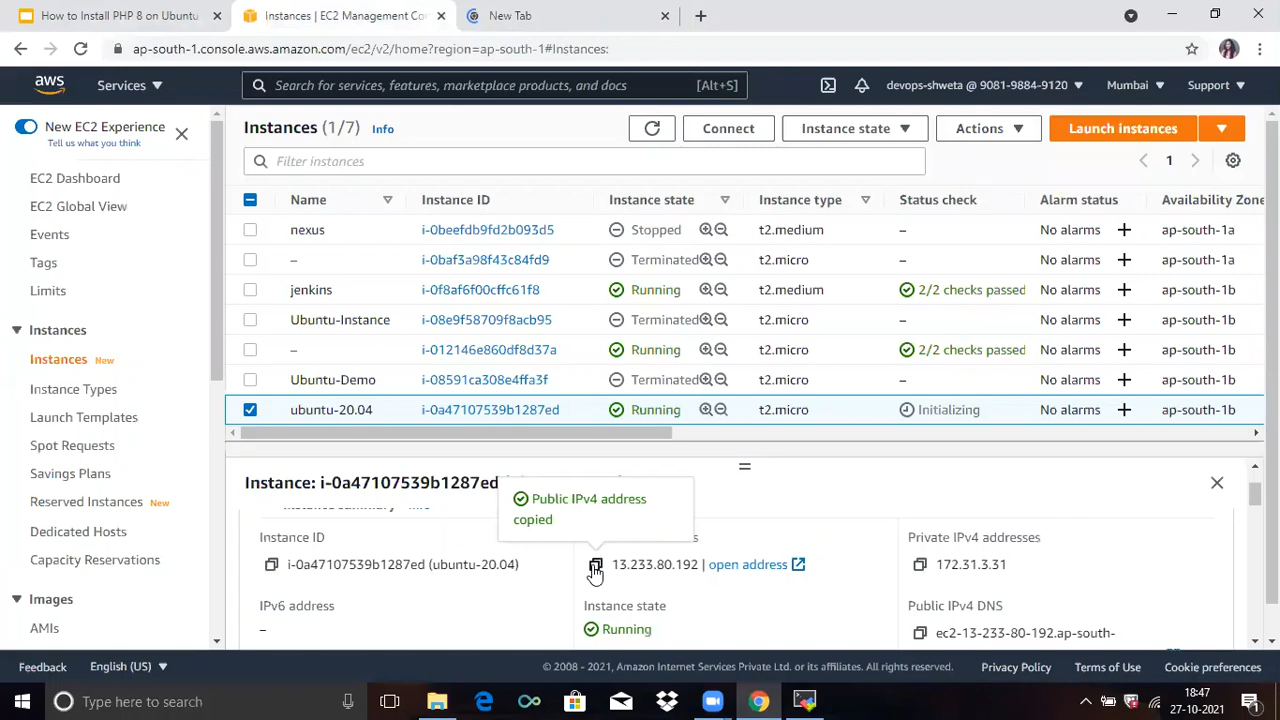 How to Install PHP 8 on Ubuntu
Instances | EC2 Management Con
New Tab
ap-south-1.console.aws.amazon.com/ec2/v2/home?region=ap-south-1#Instances:
aws
Services
Search for services, features, marketplace products, and docs
[Alt+S]
devops-shweta @ 9081-9884-9120
Mumbai
Support
New EC2 Experience
Tell us what you think
Instances (1/7) Info
Connect
Instance state
Actions
Launch instances
Filter instances
1
EC2 Dashboard
EC2 Global View
Events
Tags
Limits
Instances
Instances New
Instance Types
Launch Templates
Spot Requests
Savings Plans
Reserved Instances New
Dedicated Hosts
Capacity Reservations
Images
AMIs
Name Instance ID Instance state Instance type Status check Alarm status Availability Zone
nexus i-0beefdb9fd2b093d5 Stopped t2.medium – No alarms + ap-south-1a
– i-0baf3a98f43c84fd9 Terminated t2.micro – No alarms + ap-south-1a
jenkins i-0f8af6f00cffc61f8 Running t2.medium 2/2 checks passed No alarms + ap-south-1b
Ubuntu-Instance i-08e9f58709f8acb95 Terminated t2.micro – No alarms + ap-south-1b
– i-012146e860df8d37a Running t2.micro 2/2 checks passed No alarms + ap-south-1b
Ubuntu-Demo i-08591ca308e4ffa3f Terminated t2.micro – No alarms + ap-south-1b
ubuntu-20.04 i-0a47107539b1287ed Running t2.micro Initializing No alarms + ap-south-1b
Instance: i-0a47107539b1287ed
Public IPv4 address
copied
Instance ID
i-0a47107539b1287ed (ubuntu-20.04)
13.233.80.192 | open address
Private IPv4 addresses
172.31.3.31
IPv6 address
–
Instance state
Running
Public IPv4 DNS
ec2-13-233-80-192.ap-south-
Feedback
English (US)
© 2008 - 2021, Amazon Internet Services Private Ltd. or its affiliates. All rights reserved.
Privacy Policy
Terms of Use
Cookie preferences
Type here to search
18:47
27-10-2021
1